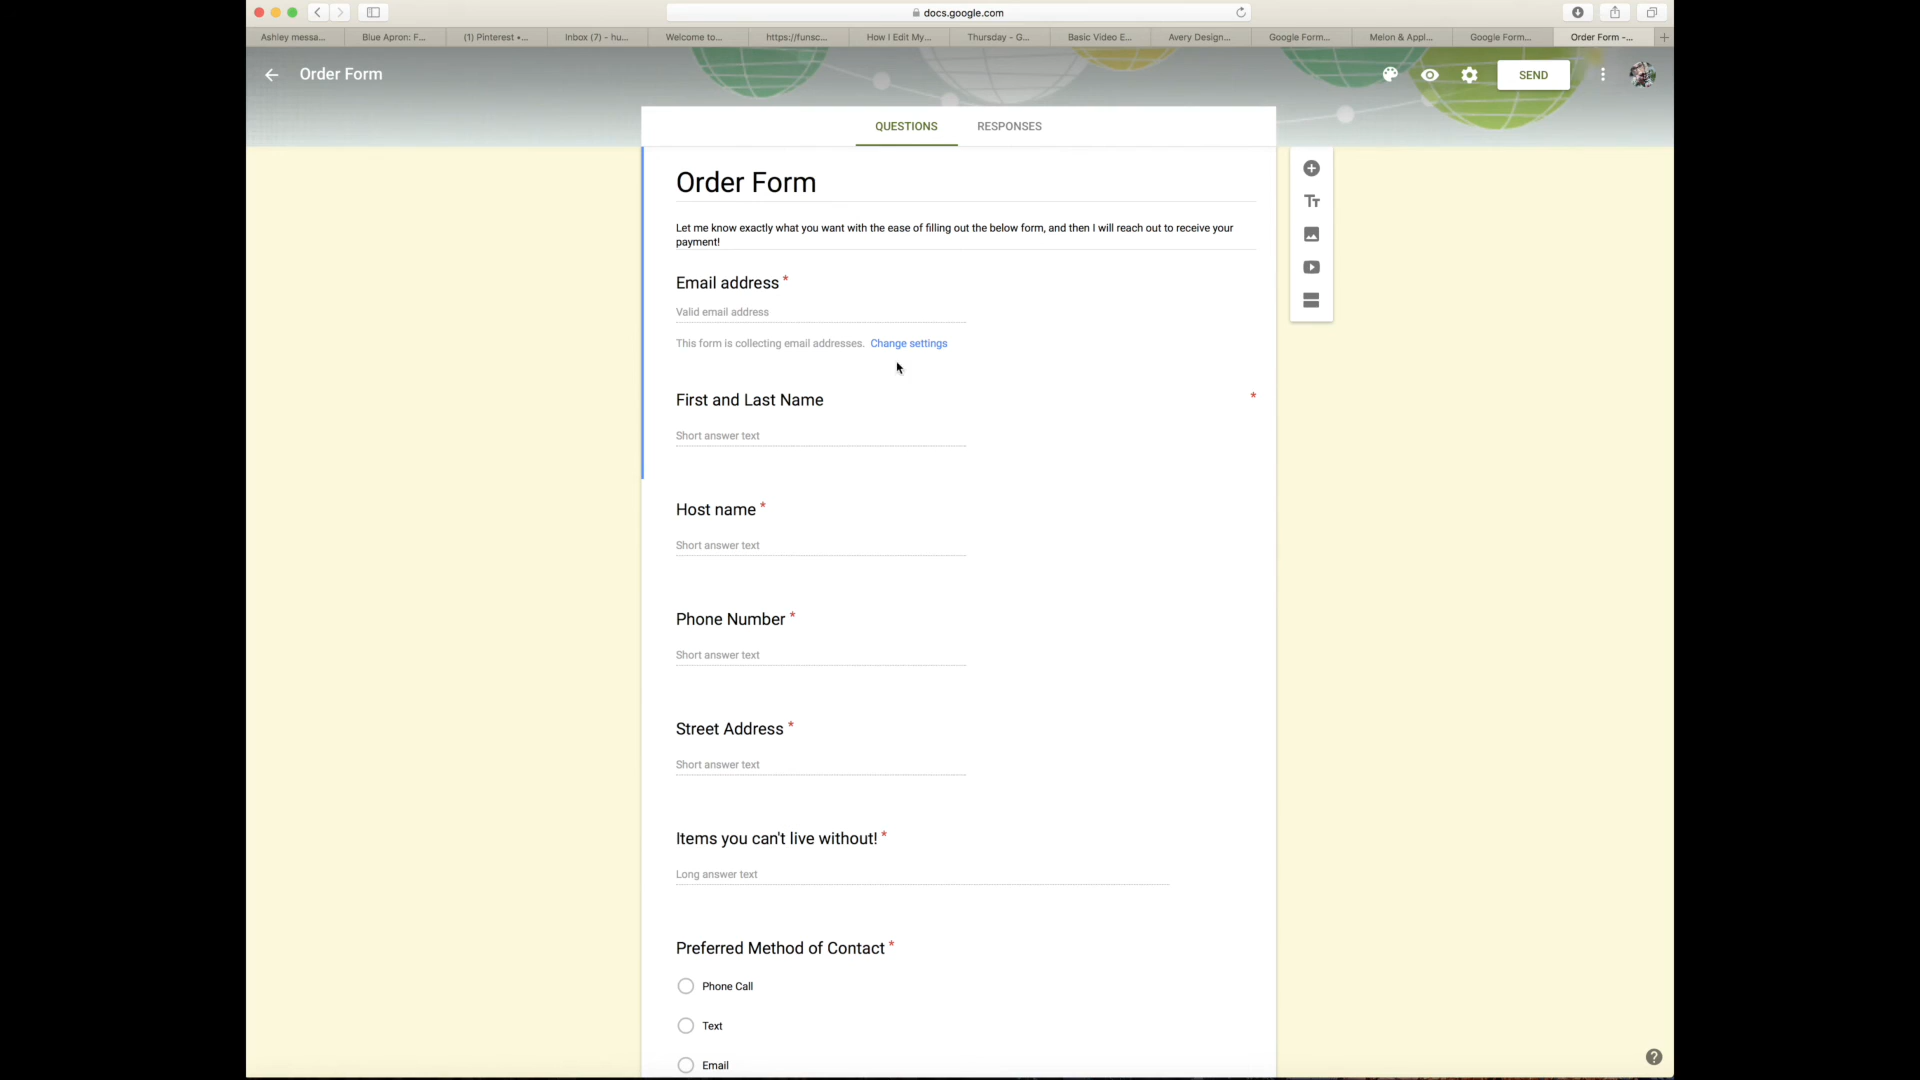 docs.google.com
Ashley messa...
Blue Apron: F...
(1) Pinterest •...
Inbox (7) - hu...
Welcome to...
https://funsc...
How I Edit My...
Thursday - G...
Basic Video E...
Avery Design...
Google Form...
Melon & Appl...
Google Form...
Order Form -...
Order Form
SEND
QUESTIONS
RESPONSES
Order Form
Let me know exactly what you want with the ease of filling out the below form, and then I will reach out to receive your
payment!
Email address *
Valid email address
This form is collecting email addresses. Change settings
First and Last Name *
Short answer text
Host name *
Short answer text
Phone Number *
Short answer text
Street Address *
Short answer text
Items you can't live without! *
Long answer text
Preferred Method of Contact *
Phone Call
Text
Email